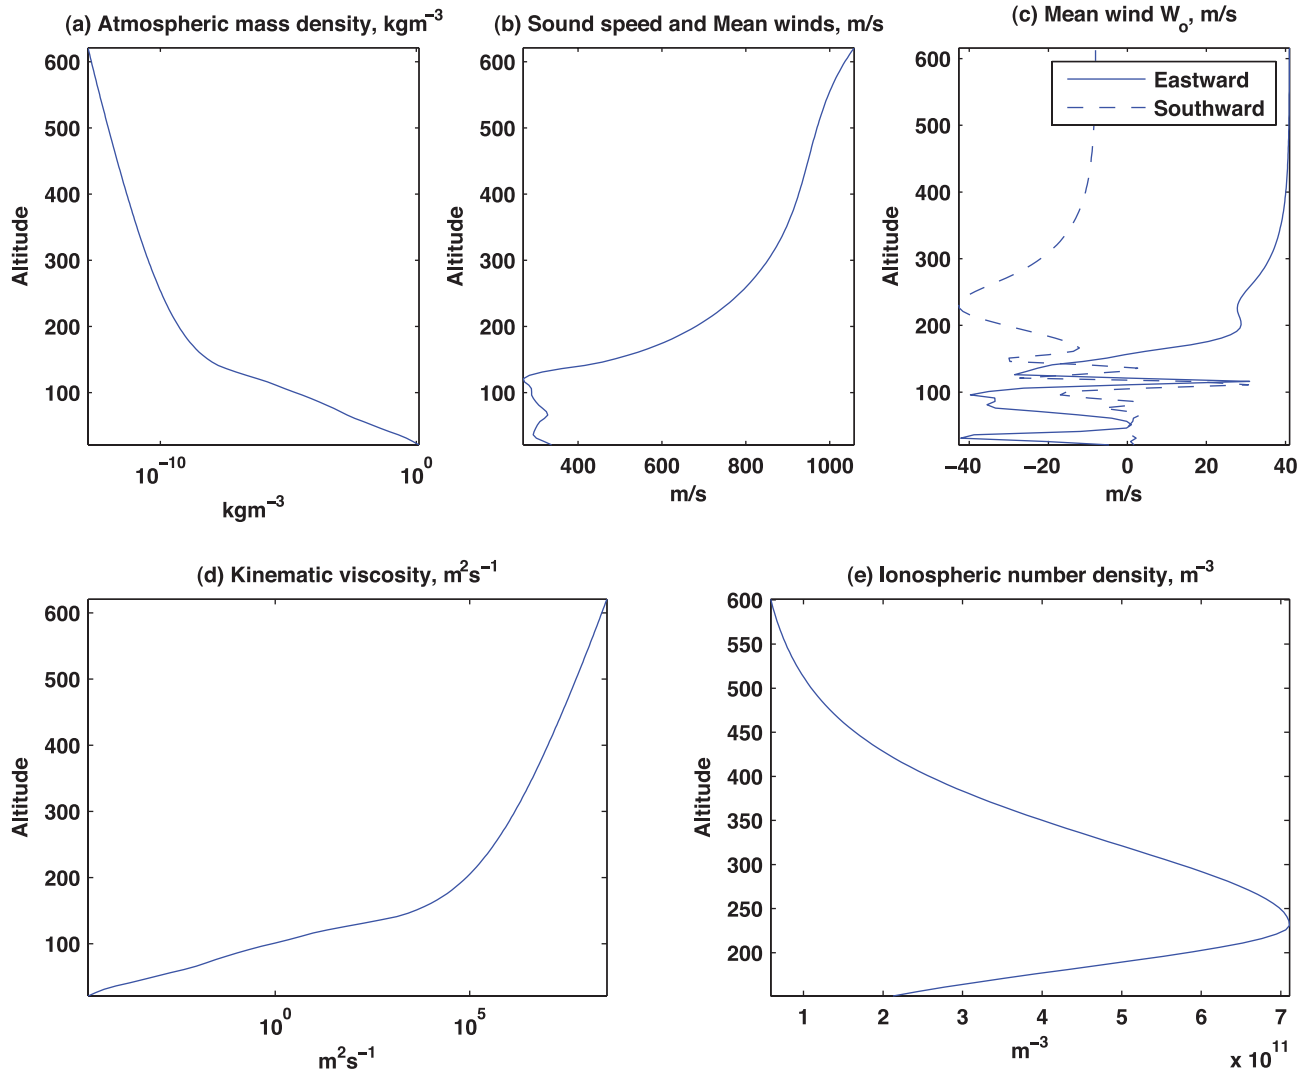 (a) Atmospheric mass density, kgm⁻³
600
500
400
300
200
100
Altitude
10⁻¹⁰
10⁰
kgm⁻³
(b) Sound speed and Mean winds, m/s
600
500
400
300
200
100
Altitude
400
600
800
1000
m/s
(c) Mean wind Wₒ, m/s
Eastward
Southward
600
500
400
300
200
100
Altitude
−40
−20
0
20
40
m/s
(d) Kinematic viscosity, m²s⁻¹
600
500
400
300
200
100
Altitude
10⁰
10⁵
m²s⁻¹
(e) Ionospheric number density, m⁻³
600
550
500
450
400
350
300
250
200
Altitude
1
2
3
4
5
6
7
m⁻³
x 10¹¹